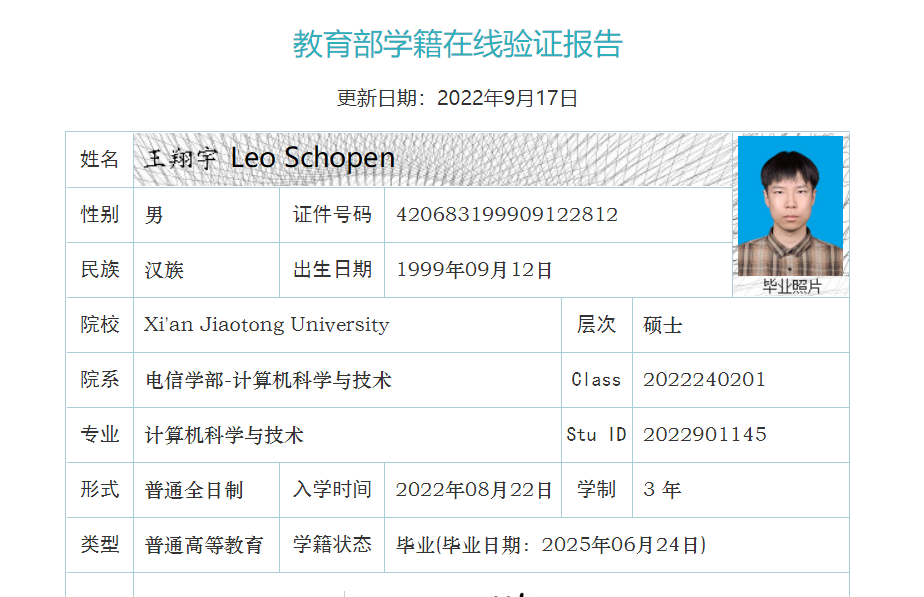 教育部学籍在线验证报告
更新日期：2022年9月17日
姓名 王翔宇 Leo Schopen
性别 男 证件号码 420683199909122812
民族 汉族 出生日期 1999年09月12日
毕业照片
院校 Xi'an Jiaotong University 层次 硕士
院系 电信学部-计算机科学与技术 Class 2022240201
专业 计算机科学与技术 Stu ID 2022901145
形式 普通全日制 入学时间 2022年08月22日 学制 3 年
类型 普通高等教育 学籍状态 毕业(毕业日期：2025年06月24日)